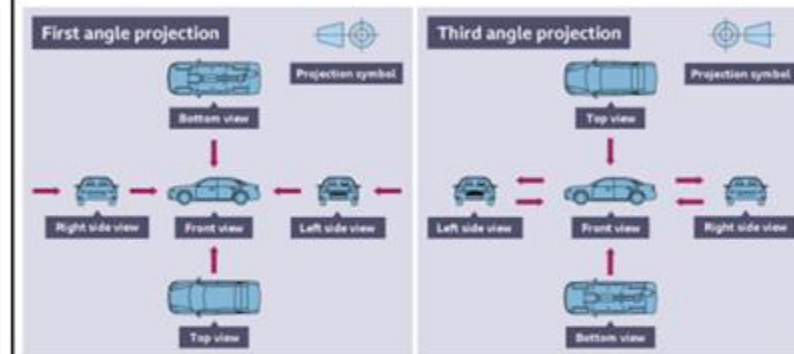 First angle projection
Projection symbol
Bottom view
Right side view
Front view
Left side view
Top view
Third angle projection
Projection symbol
Top view
Left side view
Front view
Right side view
Bottom view